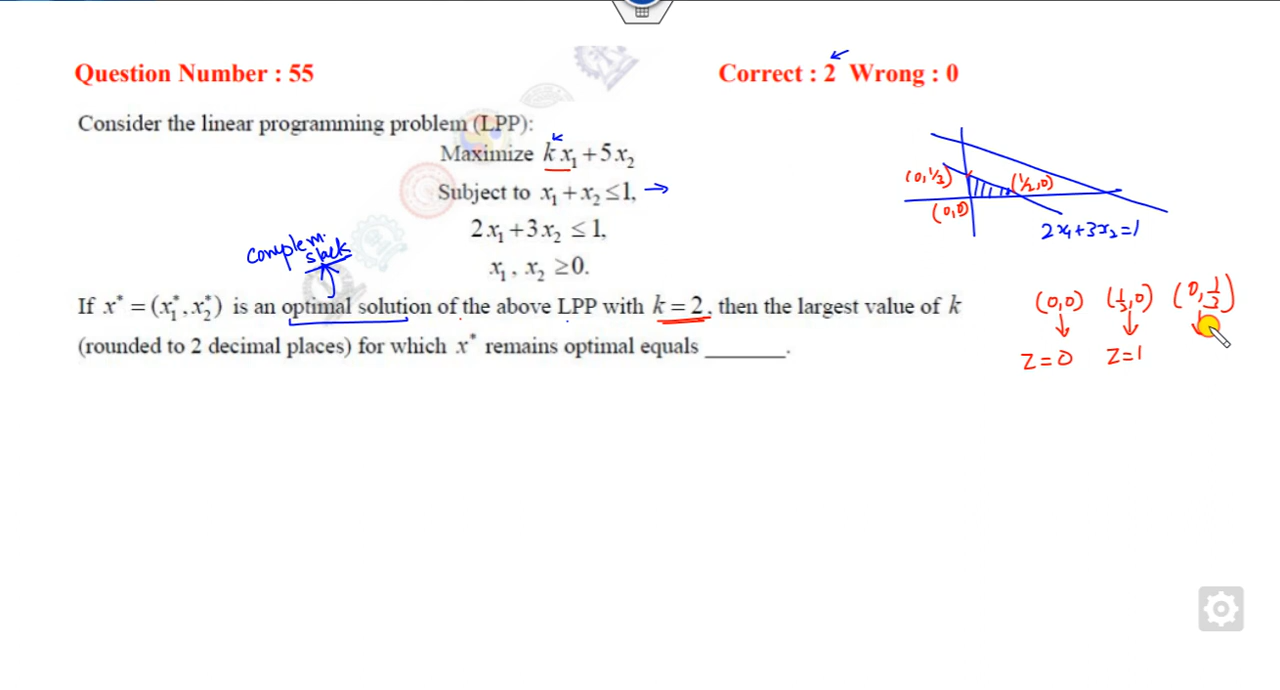 Question Number : 55
Correct : 2 Wrong : 0
Consider the linear programming problem (LPP):
Maximize k x₁ + 5x₂
Subject to x₁ + x₂ ≤ 1, →
2x₁ + 3x₂ ≤ 1,
x₁ , x₂ ≥ 0.
complem. slack
If x* = (x₁*, x₂*) is an optimal solution of the above LPP with k = 2, then the largest value of k
(rounded to 2 decimal places) for which x* remains optimal equals ________.
(0,1/3) (1/2,0)
(0,0)
2x₁+3x₂=1
(0,0) (1/2,0) (0,1/3)
Z=0 Z=1